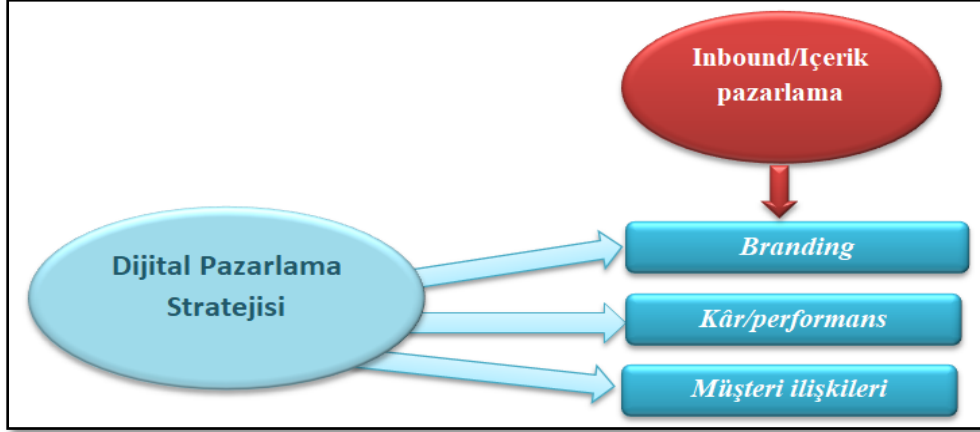 Inbound/Içerik
pazarlama
Dijital Pazarlama
Stratejisi
Branding
Kâr/performans
Müşteri ilişkileri